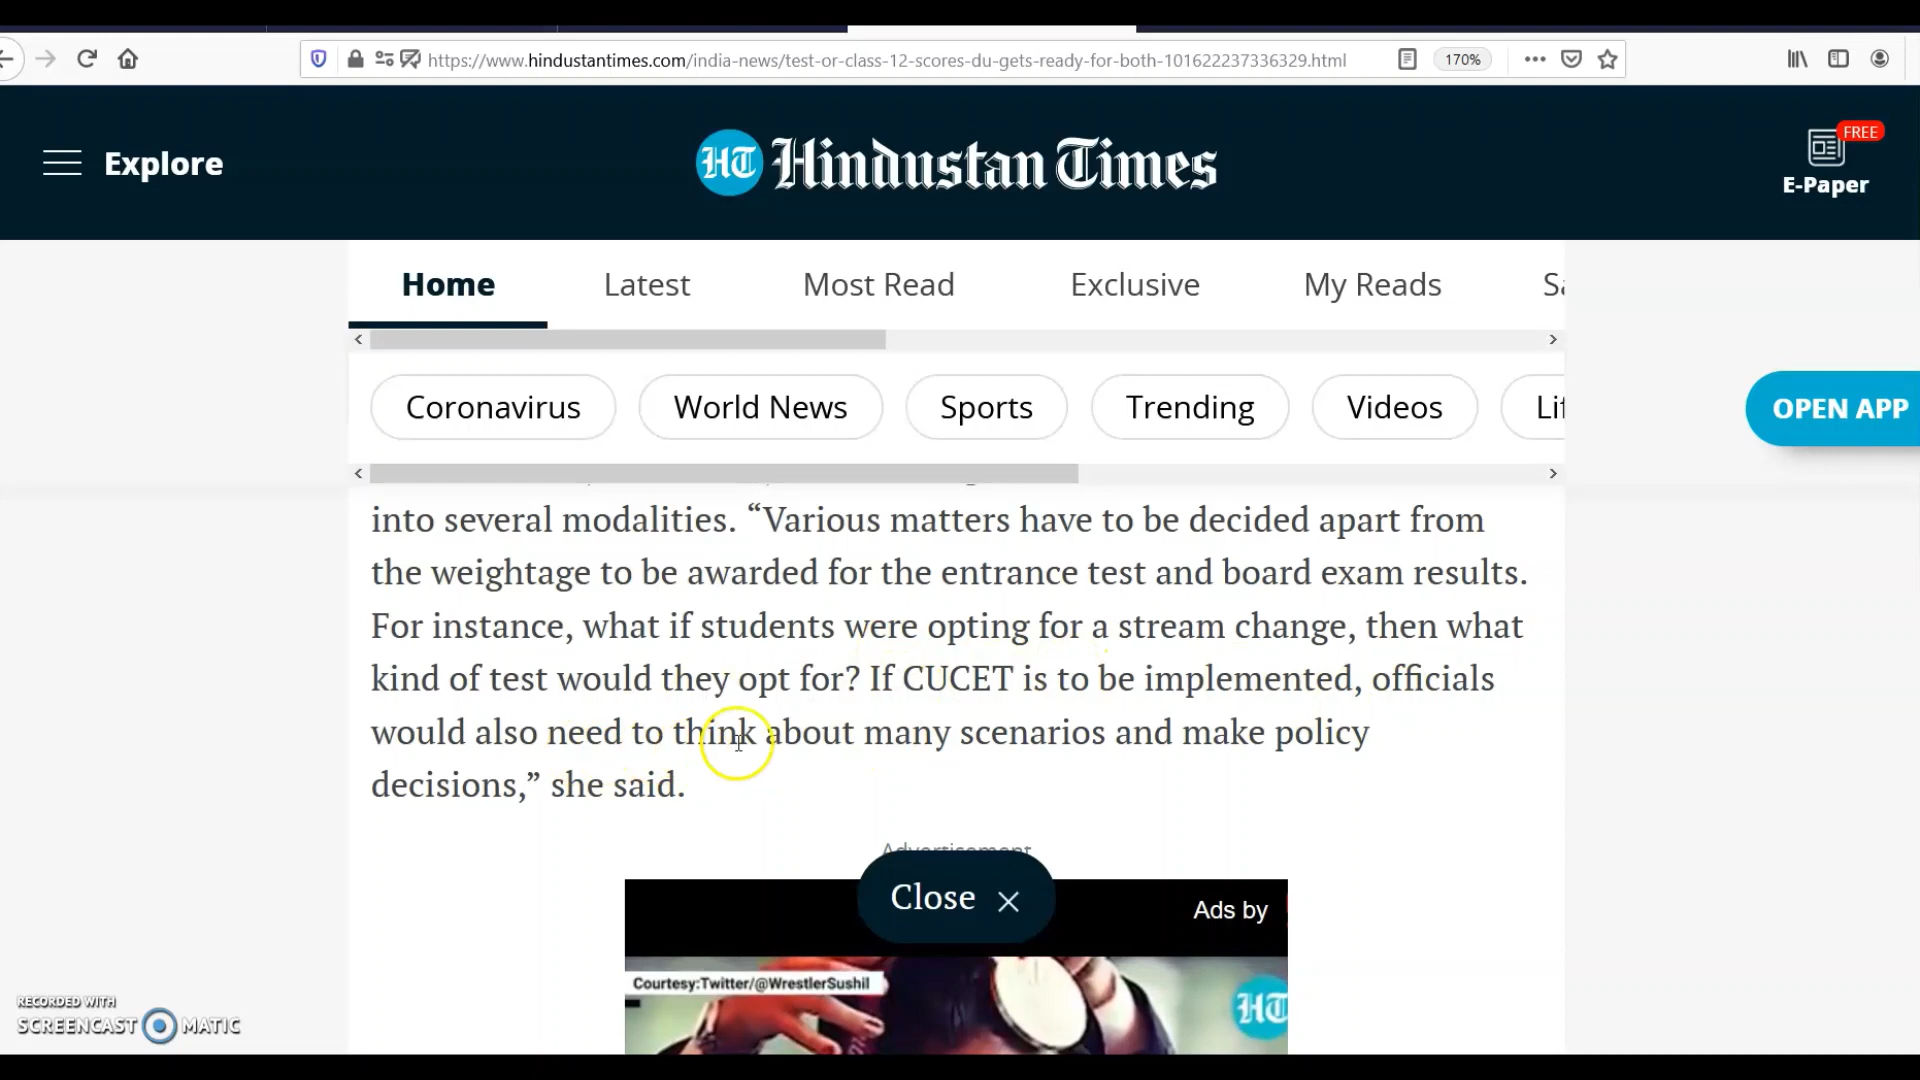 https://www.hindustantimes.com/india-news/test-or-class-12-scores-du-gets-ready-for-both-101622237336329.html
170%
Explore
HT Hindustan Times
FREE
E-Paper
Home Latest Most Read Exclusive My Reads Sa
Coronavirus World News Sports Trending Videos Lif
OPEN APP
into several modalities. “Various matters have to be decided apart from
the weightage to be awarded for the entrance test and board exam results.
For instance, what if students were opting for a stream change, then what
kind of test would they opt for? If CUCET is to be implemented, officials
would also need to think about many scenarios and make policy
decisions,” she said.
Advertisement
Close
Ads by
Courtesy:Twitter/@WrestlerSushil
HT
RECORDED WITH
SCREENCAST MATIC